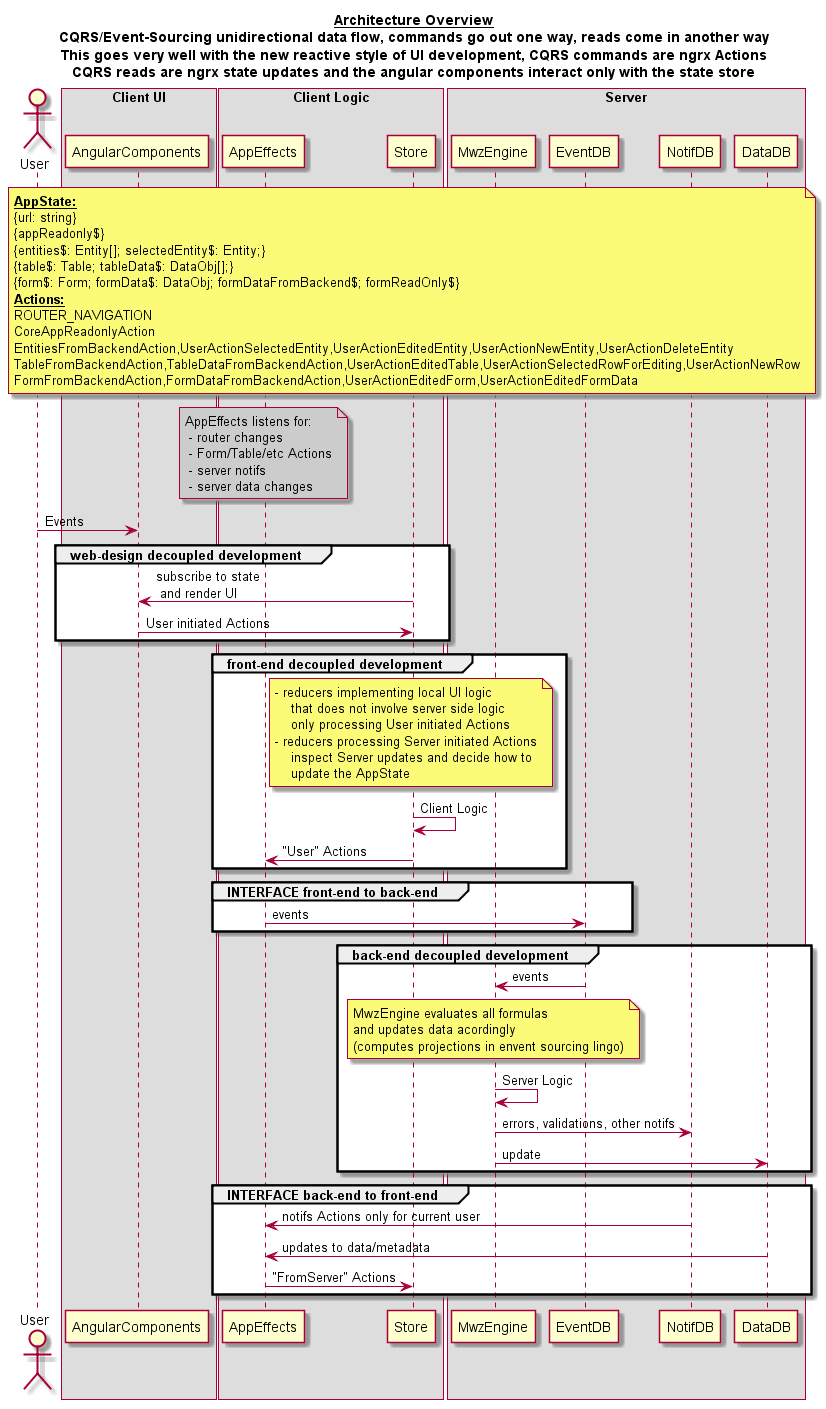 Architecture Overview
CQRS/Event-Sourcing unidirectional data flow, commands go out one way, reads come in another way
This goes very well with the new reactive style of UI development, CQRS commands are ngrx Actions
CQRS reads are ngrx state updates and the angular components interact only with the state store
Client UI
Client Logic
Server
User
AngularComponents
AppEffects
Store
MwzEngine
EventDB
NotifDB
DataDB
AppState:
{url: string}
{appReadonly$}
{entities$: Entity[]; selectedEntity$: Entity;}
{table$: Table; tableData$: DataObj[];}
{form$: Form; formData$: DataObj; formDataFromBackend$; formReadOnly$}
Actions:
ROUTER_NAVIGATION
CoreAppReadonlyAction
EntitiesFromBackendAction,UserActionSelectedEntity,UserActionEditedEntity,UserActionNewEntity,UserActionDeleteEntity
TableFromBackendAction,TableDataFromBackendAction,UserActionEditedTable,UserActionSelectedRowForEditing,UserActionNewRow
FormFromBackendAction,FormDataFromBackendAction,UserActionEditedForm,UserActionEditedFormData
AppEffects listens for:
- router changes
- Form/Table/etc Actions
- server notifs
- server data changes
Events
web-design decoupled development
subscribe to state
and render UI
User initiated Actions
front-end decoupled development
- reducers implementing local UI logic
that does not involve server side logic
only processing User initiated Actions
- reducers processing Server initiated Actions
inspect Server updates and decide how to
update the AppState
Client Logic
"User" Actions
INTERFACE front-end to back-end
events
back-end decoupled development
events
MwzEngine evaluates all formulas
and updates data acordingly
(computes projections in envent sourcing lingo)
Server Logic
errors, validations, other notifs
update
INTERFACE back-end to front-end
notifs Actions only for current user
updates to data/metadata
"FromServer" Actions
User
AngularComponents
AppEffects
Store
MwzEngine
EventDB
NotifDB
DataDB